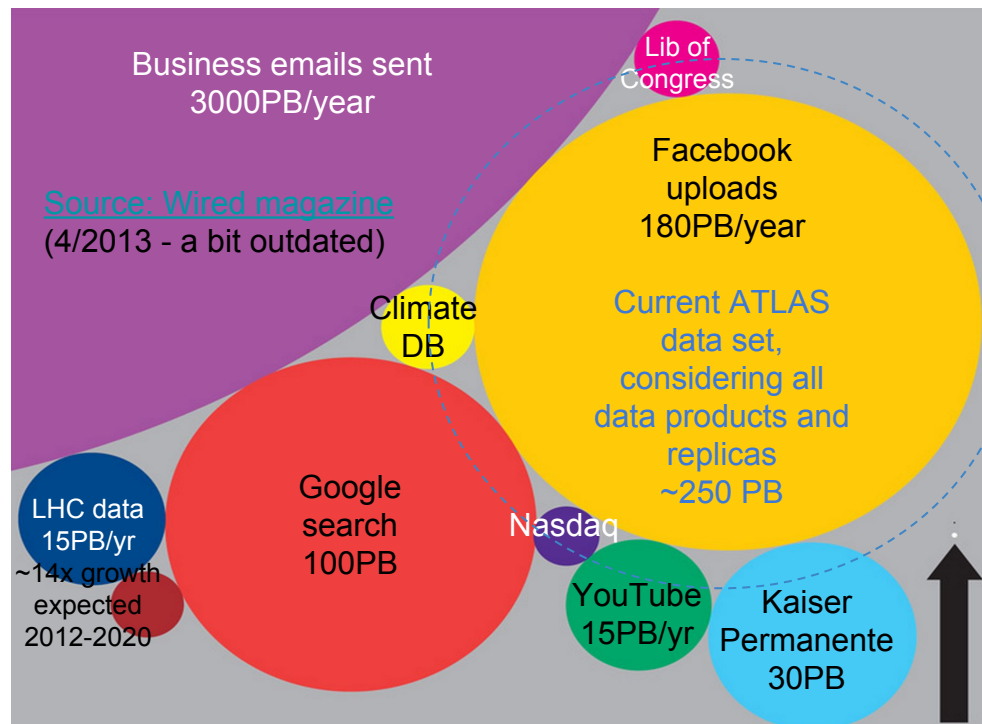 Business emails sent
3000PB/year
Source: Wired magazine
(4/2013 - a bit outdated)
Lib of
Congress
Facebook
uploads
180PB/year
Current ATLAS
data set,
considering all
data products and
replicas
~250 PB
Climate
DB
LHC data
15PB/yr
~14x growth
expected
2012-2020
Google
search
100PB
Nasdaq
YouTube
15PB/yr
Kaiser
Permanente
30PB